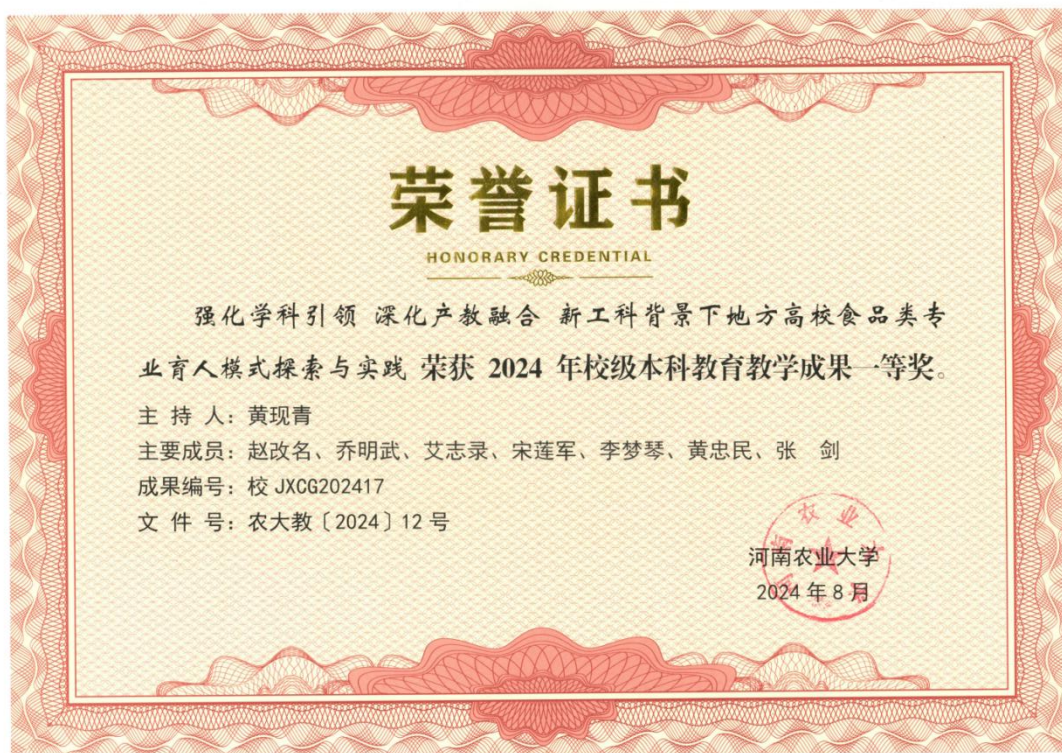 荣誉证书
HONORARY CREDENTIAL
强化学科引领 深化产教融合 新工科背景下地方高校食品类专
业育人模式探索与实践 荣获 2024 年校级本科教育教学成果一等奖。
主 持 人：黄现青
主要成员：赵改名、乔明武、艾志录、宋莲军、李梦琴、黄忠民、张　剑
成果编号：校 JXCG202417
文 件 号：农大教〔2024〕12 号
河南农业大学
河南农业大学
2024 年 8 月